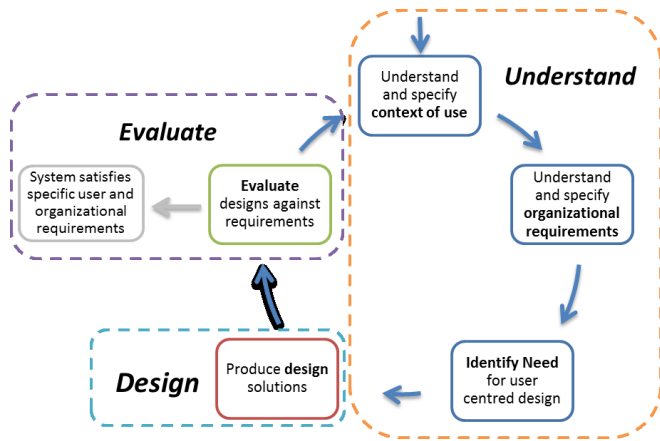 Understand
Understand
and specify
context of use
Evaluate
System satisfies
specific user and
organizational
requirements
Evaluate
designs against
requirements
Understand
and specify
organizational
requirements
Design
Produce design
solutions
Identify Need
for user
centred design